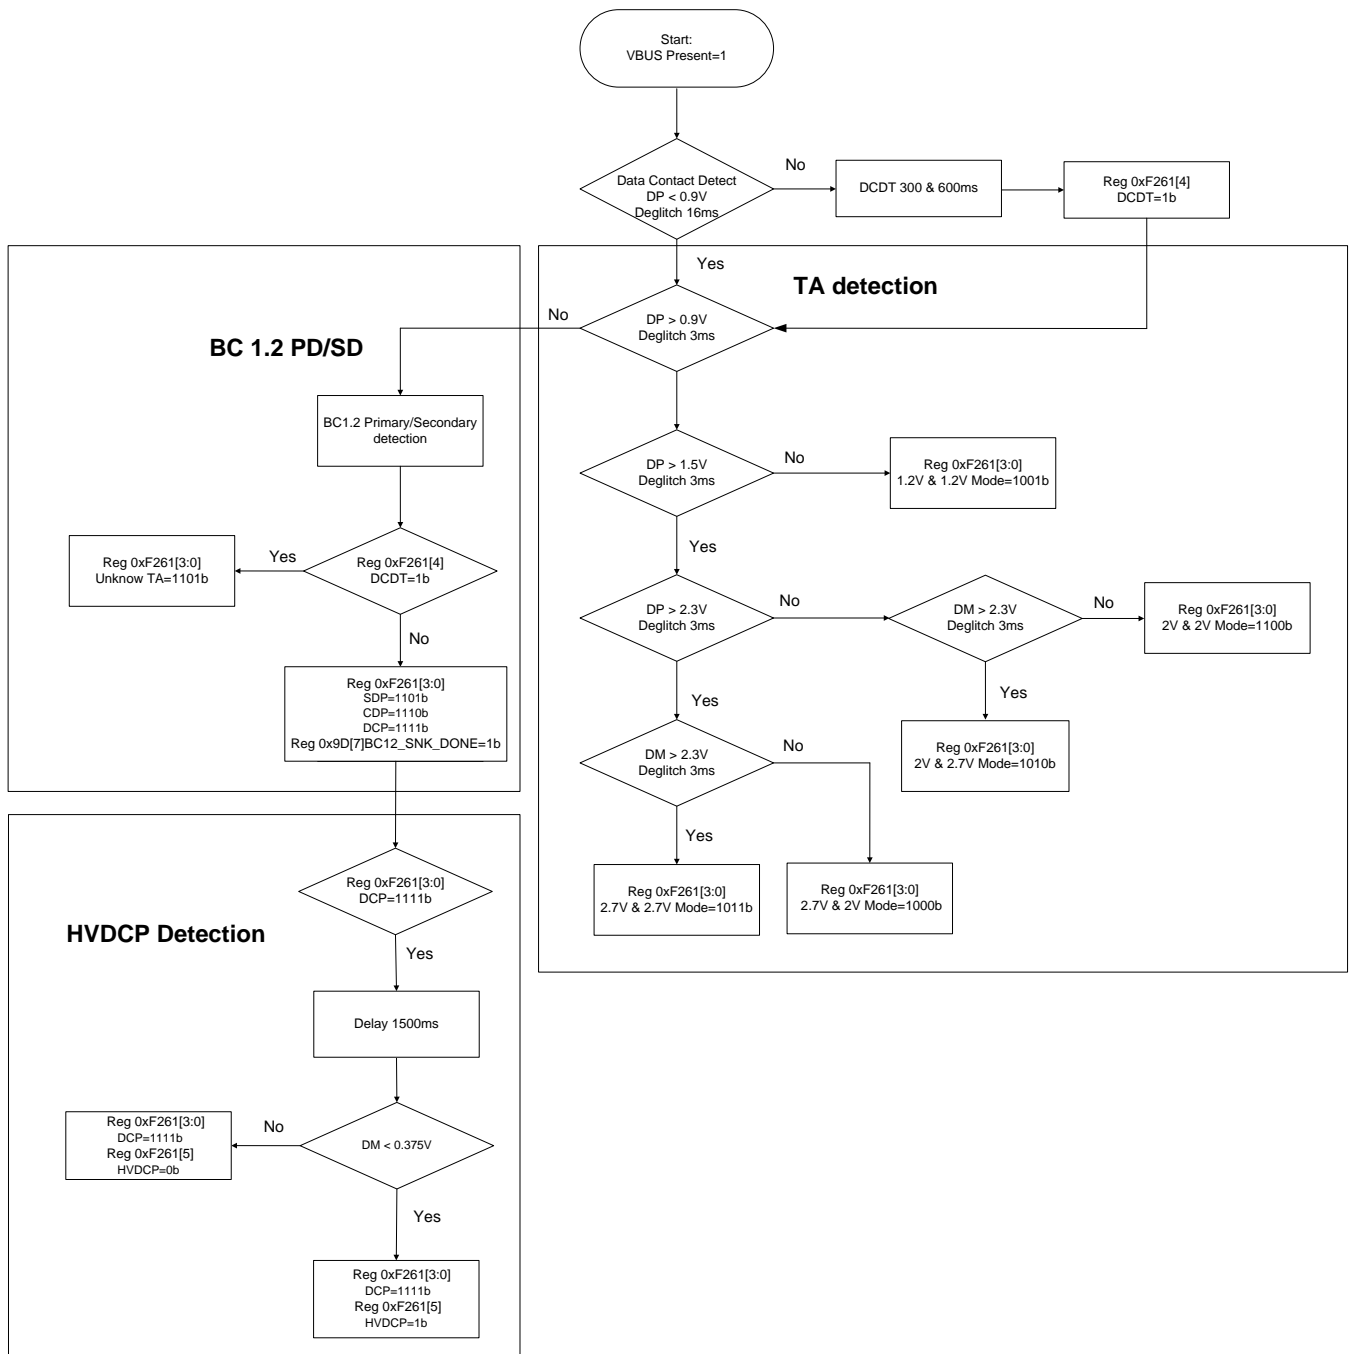 Start:
VBUS Present=1
Data Contact Detect
DP < 0.9V
Deglitch 16ms
No
DCDT 300 & 600ms
Reg 0xF261[4]
DCDT=1b
Yes
TA detection
DP > 0.9V
Deglitch 3ms
No
BC 1.2 PD/SD
BC1.2 Primary/Secondary
detection
Reg 0xF261[4]
DCDT=1b
Yes
Reg 0xF261[3:0]
Unknow TA=1101b
No
Reg 0xF261[3:0]
SDP=1101b
CDP=1110b
DCP=1111b
Reg 0x9D[7]BC12_SNK_DONE=1b
DP > 1.5V
Deglitch 3ms
No
Reg 0xF261[3:0]
1.2V & 1.2V Mode=1001b
Yes
DP > 2.3V
Deglitch 3ms
No
DM > 2.3V
Deglitch 3ms
No
Reg 0xF261[3:0]
2V & 2V Mode=1100b
Yes
Reg 0xF261[3:0]
2V & 2.7V Mode=1010b
Yes
DM > 2.3V
Deglitch 3ms
No
Yes
Reg 0xF261[3:0]
2.7V & 2.7V Mode=1011b
Reg 0xF261[3:0]
2.7V & 2V Mode=1000b
HVDCP Detection
Reg 0xF261[3:0]
DCP=1111b
Yes
Delay 1500ms
DM < 0.375V
No
Reg 0xF261[3:0]
DCP=1111b
Reg 0xF261[5]
HVDCP=0b
Yes
Reg 0xF261[3:0]
DCP=1111b
Reg 0xF261[5]
HVDCP=1b